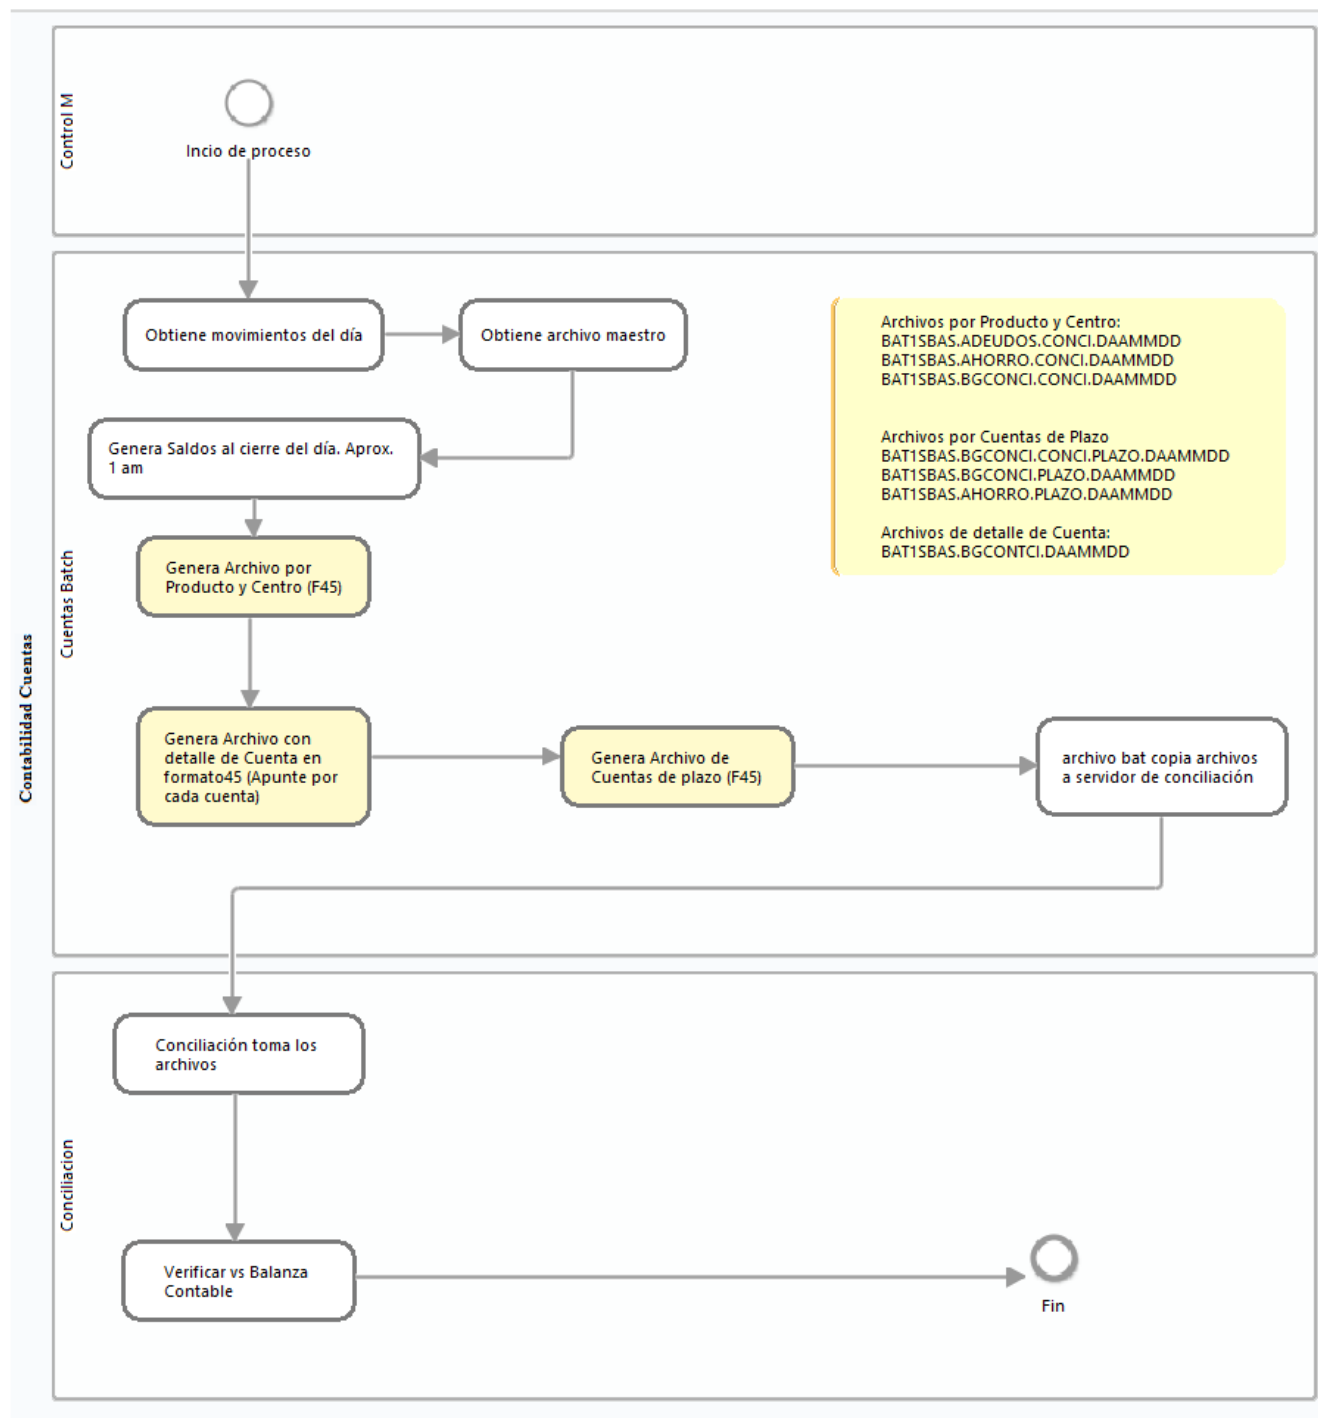 Contabilidad Cuentas
Control M
Incio de proceso
Cuentas Batch
Obtiene movimientos del día
Obtiene archivo maestro
Archivos por Producto y Centro:
BAT1SBAS.ADEUDOS.CONCI.DAAMMDD
BAT1SBAS.AHORRO.CONCI.DAAMMDD
BAT1SBAS.BGCONCI.CONCI.DAAMMDD
Archivos por Cuentas de Plazo
BAT1SBAS.BGCONCI.CONCI.PLAZO.DAAMMDD
BAT1SBAS.BGCONCI.PLAZO.DAAMMDD
BAT1SBAS.AHORRO.PLAZO.DAAMMDD
Archivos de detalle de Cuenta:
BAT1SBAS.BGCONTCI.DAAMMDD
Genera Saldos al cierre del día. Aprox.
1 am
Genera Archivo por
Producto y Centro (F45)
Genera Archivo con
detalle de Cuenta en
formato45 (Apunte por
cada cuenta)
Genera Archivo de
Cuentas de plazo (F45)
archivo bat copia archivos
a servidor de conciliación
Conciliacion
Conciliación toma los
archivos
Verificar vs Balanza
Contable
Fin